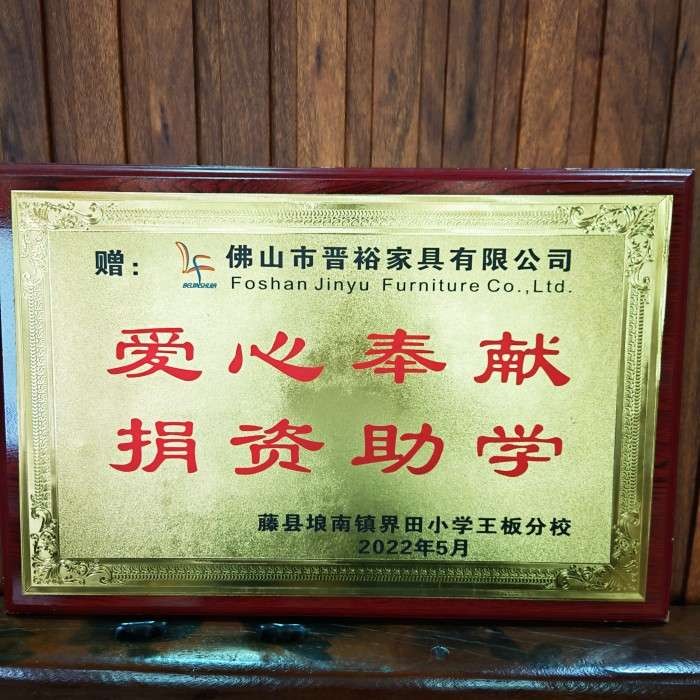 赠： 佛山市晋裕家具有限公司
Foshan Jinyu Furniture Co.,Ltd.
爱心奉献
捐资助学
藤县埌南镇界田小学王板分校
2022年5月